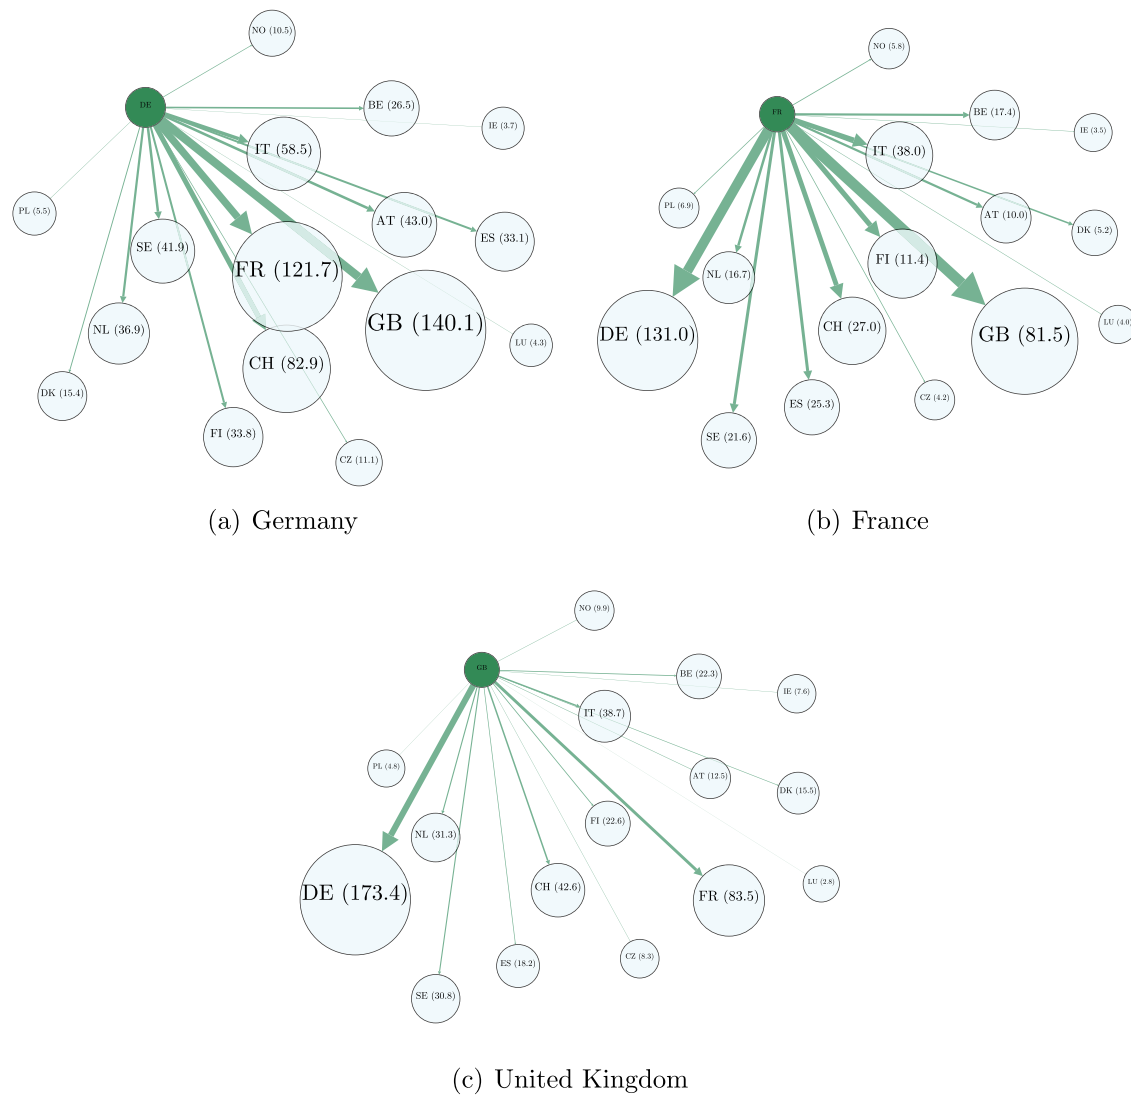 NO (10.5)
DE
BE (26.5)
IE (3.7)
IT (58.5)
PL (5.5)
SE (41.9)
AT (43.0)
ES (33.1)
FR (121.7)
NL (36.9)
GB (140.1)
LU (4.3)
CH (82.9)
DK (15.4)
FI (33.8)
CZ (11.1)
(a) Germany
NO (5.8)
FR
BE (17.4)
IE (3.5)
IT (38.0)
PL (6.9)
AT (10.0)
DK (5.2)
NL (16.7)
FI (11.4)
DE (131.0)
CH (27.0)
GB (81.5)
LU (4.0)
ES (25.3)
CZ (4.2)
SE (21.6)
(b) France
NO (9.9)
GB
BE (22.3)
IE (7.6)
IT (38.7)
PL (4.8)
AT (12.5)
DK (15.5)
NL (31.3)
FI (22.6)
DE (173.4)
CH (42.6)
FR (83.5)
LU (2.8)
ES (18.2)
CZ (8.3)
SE (30.8)
(c) United Kingdom